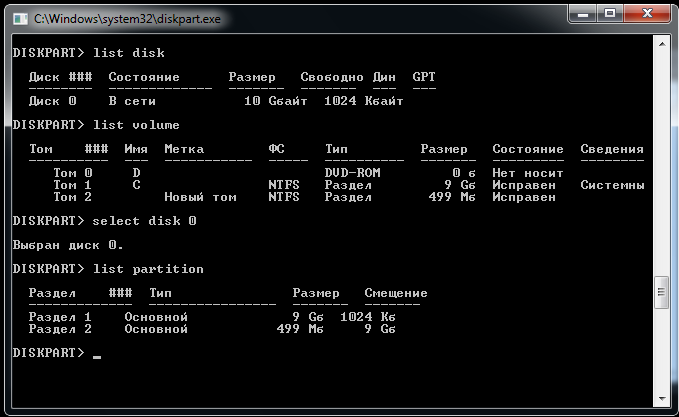 C:\Windows\system32\diskpart.exe
DISKPART> list disk
Диск ### Состояние Размер Свободно Дин GPT
-------- ------------- ------- ------- --- ---
Диск 0 В сети 10 Gбайт 1024 Kбайт
DISKPART> list volume
Том ### Имя Метка ФС Тип Размер Состояние Сведения
---------- --- ----------- ----- ---------- ------- --------- --------
Том 0 D DVD-ROM 0 б Нет носит
Том 1 C NTFS Раздел 9 Gб Исправен Системны
Том 2 Новый том NTFS Раздел 499 Mб Исправен
DISKPART> select disk 0
Выбран диск 0.
DISKPART> list partition
Раздел ### Тип Размер Смещение
------------- ---------------- ------- --------
Раздел 1 Основной 9 Gб 1024 Kб
Раздел 2 Основной 499 Mб 9 Gб
DISKPART> _